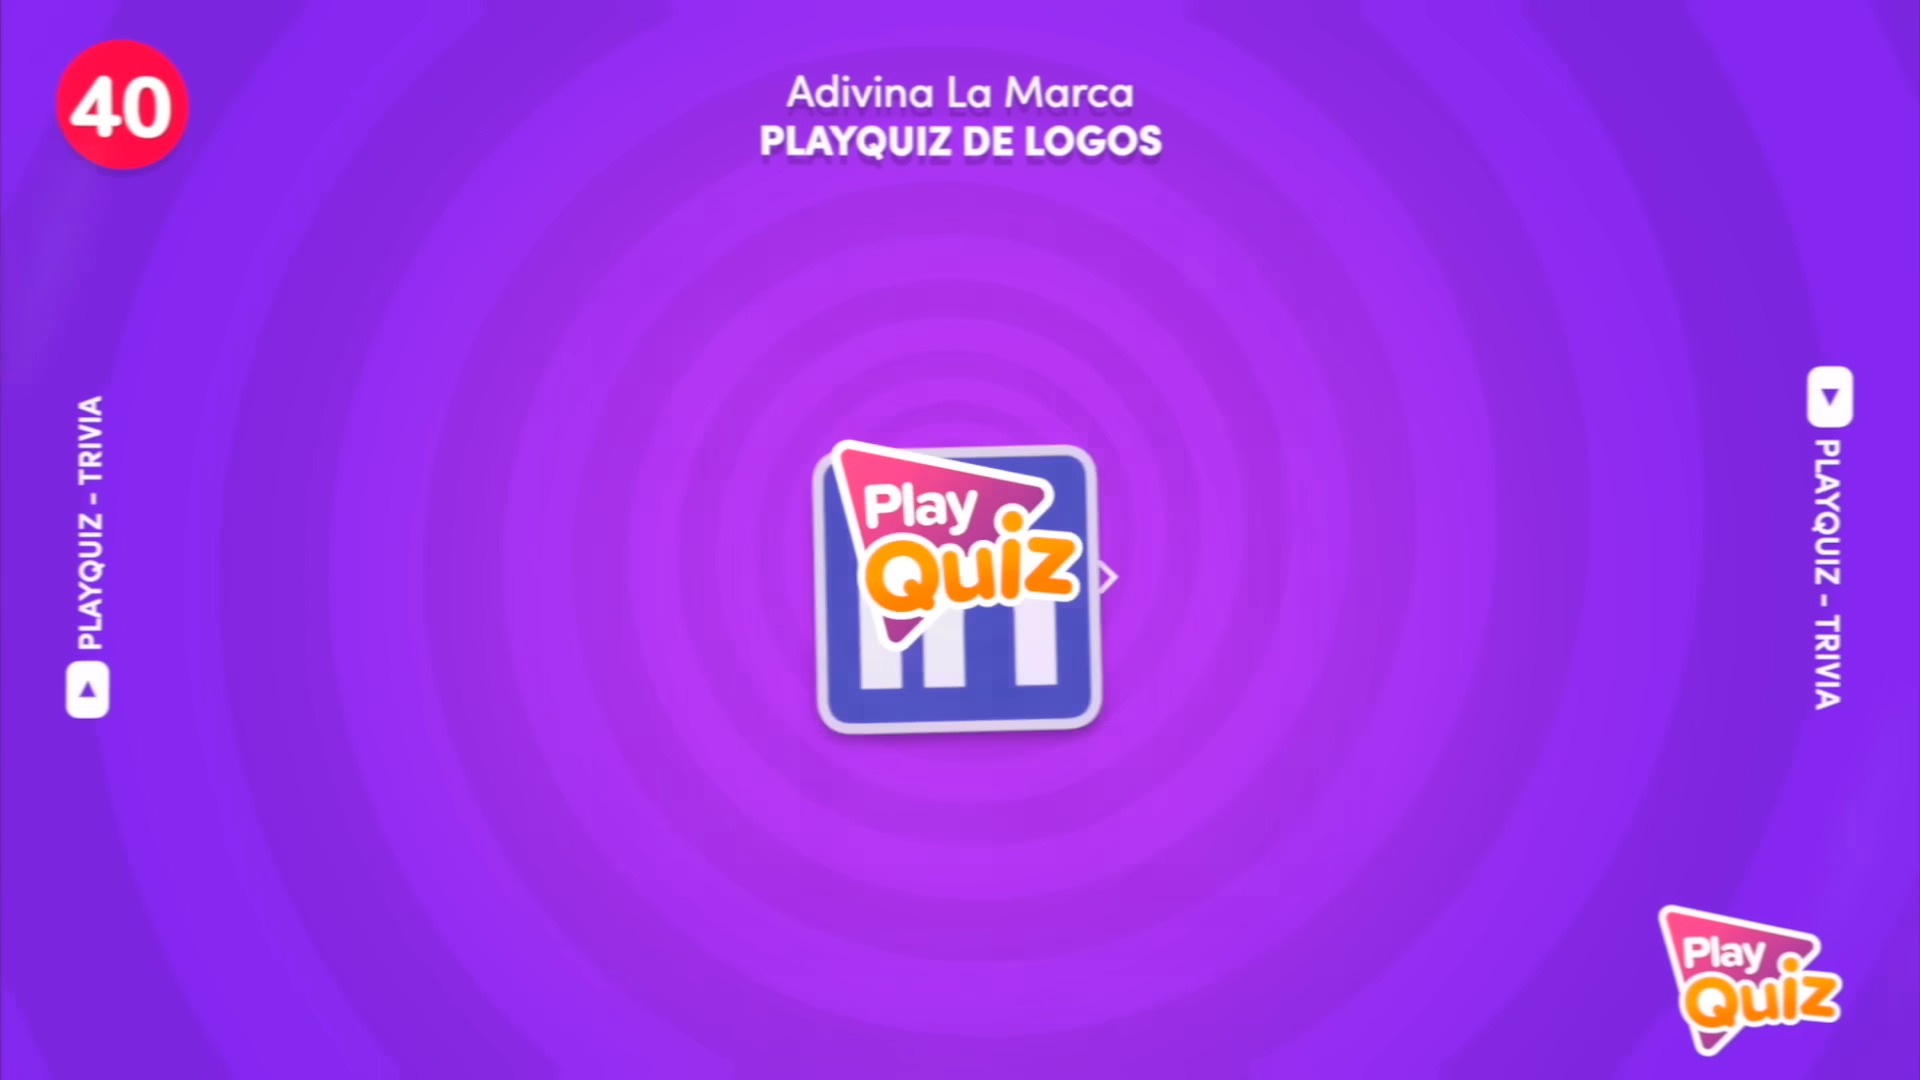 40
Adivina La Marca
PLAYQUIZ DE LOGOS
PLAYQUIZ - TRIVIA
Play
Quiz
PLAYQUIZ - TRIVIA
Play
Quiz